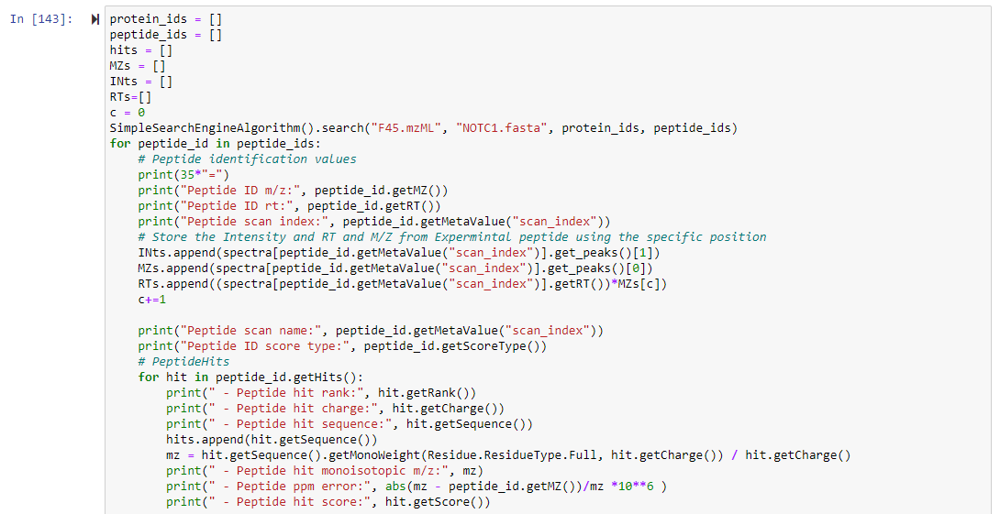 In [143]:
protein_ids = []
peptide_ids = []
hits = []
MZs = []
INts = []
RTs=[]
c = 0
SimpleSearchEngineAlgorithm().search("F45.mzML", "NOTC1.fasta", protein_ids, peptide_ids)
for peptide_id in peptide_ids:
    # Peptide identification values
    print(35*"=")
    print("Peptide ID m/z:", peptide_id.getMZ())
    print("Peptide ID rt:", peptide_id.getRT())
    print("Peptide scan index:", peptide_id.getMetaValue("scan_index"))
    # Store the Intensity and RT and M/Z from Expermintal peptide using the specific position
    INts.append(spectra[peptide_id.getMetaValue("scan_index")].get_peaks()[1])
    MZs.append(spectra[peptide_id.getMetaValue("scan_index")].get_peaks()[0])
    RTs.append((spectra[peptide_id.getMetaValue("scan_index")].getRT())*MZs[c])
    c+=1

    print("Peptide scan name:", peptide_id.getMetaValue("scan_index"))
    print("Peptide ID score type:", peptide_id.getScoreType())
    # PeptideHits
    for hit in peptide_id.getHits():
        print(" - Peptide hit rank:", hit.getRank())
        print(" - Peptide hit charge:", hit.getCharge())
        print(" - Peptide hit sequence:", hit.getSequence())
        hits.append(hit.getSequence())
        mz = hit.getSequence().getMonoWeight(Residue.ResidueType.Full, hit.getCharge()) / hit.getCharge()
        print(" - Peptide hit monoisotopic m/z:", mz)
        print(" - Peptide ppm error:", abs(mz - peptide_id.getMZ())/mz *10**6 )
        print(" - Peptide hit score:", hit.getScore())